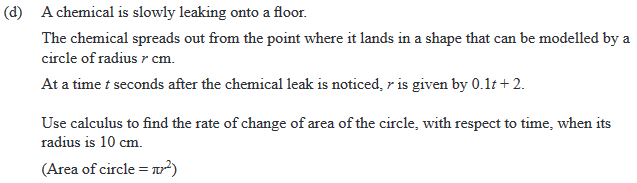 (d) A chemical is slowly leaking onto a floor.
The chemical spreads out from the point where it lands in a shape that can be modelled by a
circle of radius r cm.
At a time t seconds after the chemical leak is noticed, r is given by 0.1t + 2.
Use calculus to find the rate of change of area of the circle, with respect to time, when its
radius is 10 cm.
(Area of circle = πr²)